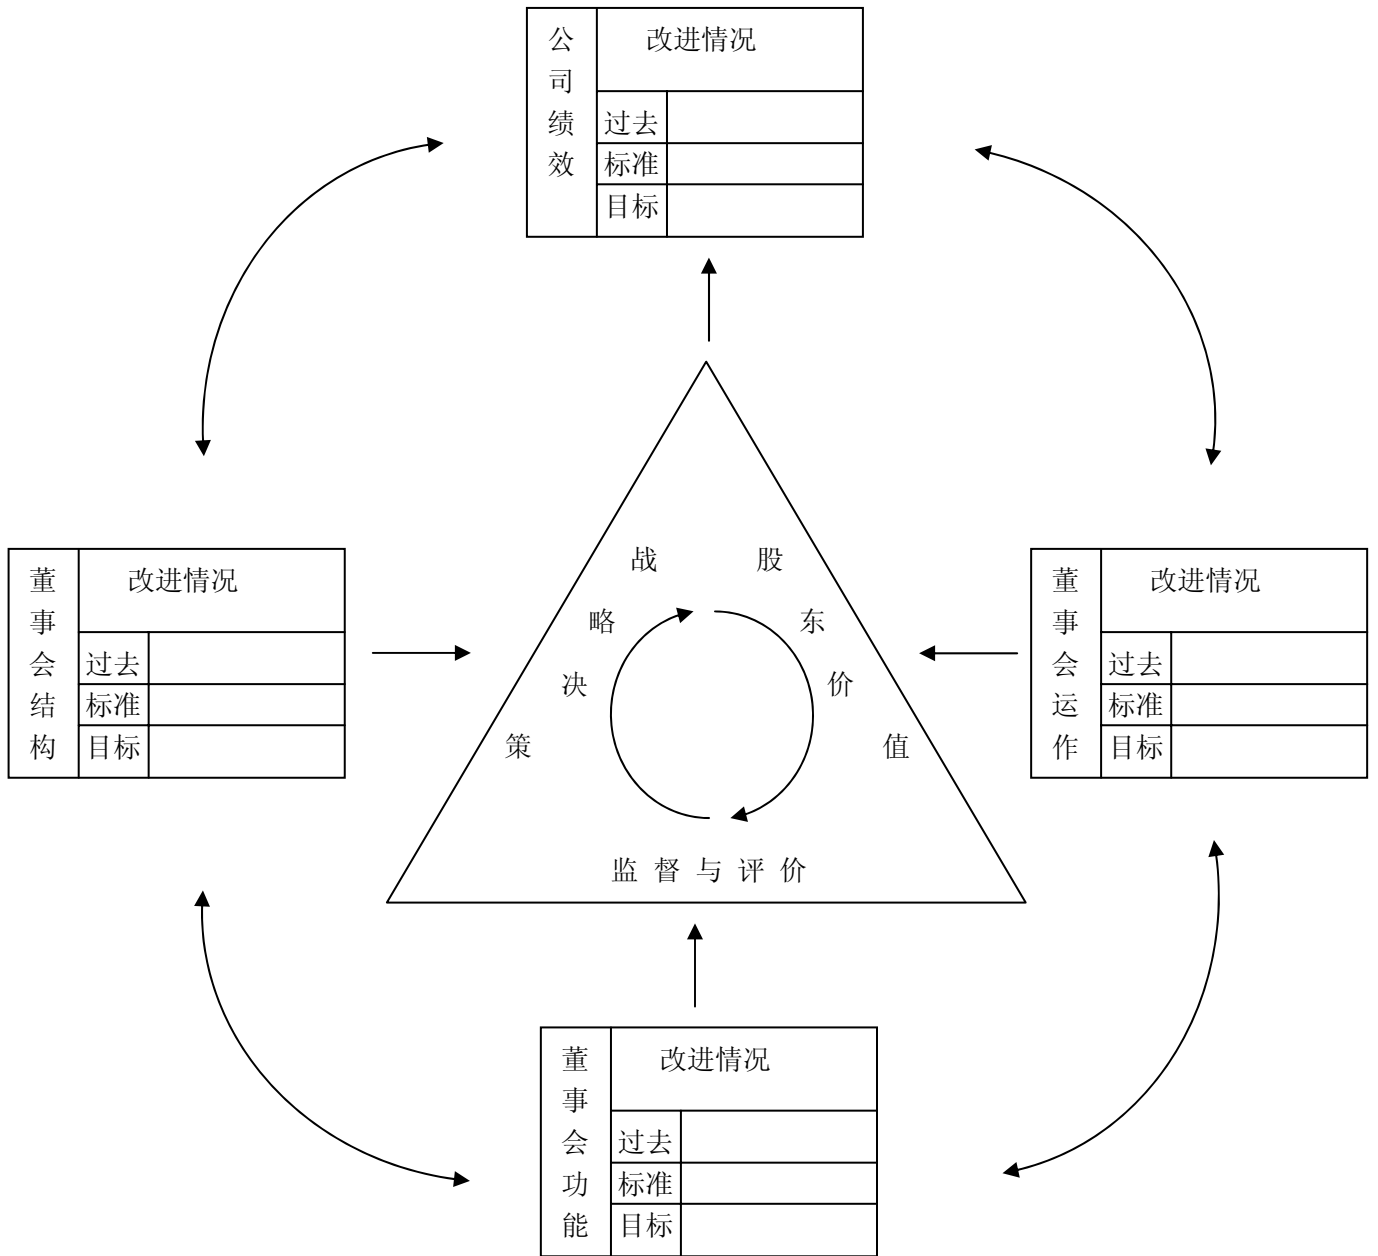 公司绩效
改进情况
过去
标准
目标
战略决策
股东价值
监督与评价
董事会结构
改进情况
过去
标准
目标
董事会运作
改进情况
过去
标准
目标
董事会功能
改进情况
过去
标准
目标